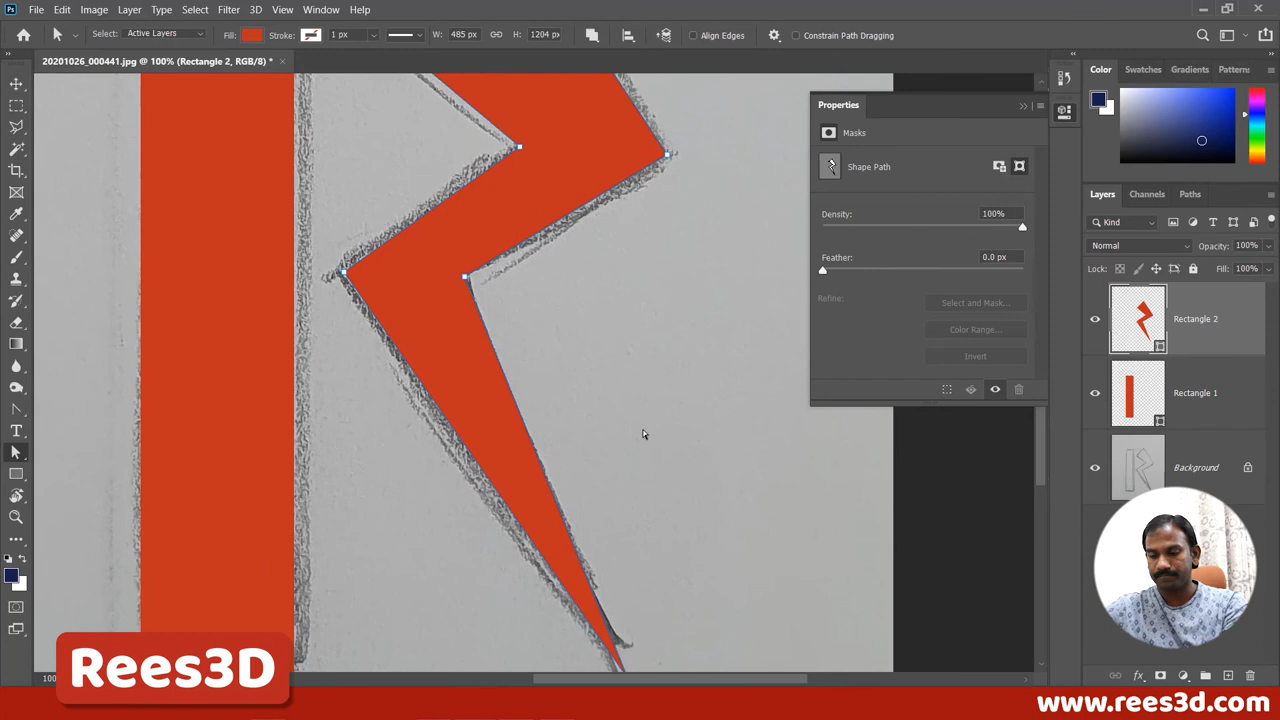 Ps File Edit Image Layer Type Select Filter 3D View Window Help
Select: Active Layers Fill: Stroke: 1 px W: 485 px H: 1204 px Align Edges Constrain Path Dragging
20201026_000441.jpg @ 100% (Rectangle 2, RGB/8) *
Color Swatches Gradients Patterns
Properties
Masks
Shape Path
Density: 100%
Feather: 0.0 px
Refine:
Select and Mask...
Color Range...
Invert
Layers Channels Paths
Kind
Normal Opacity: 100%
Lock: Fill: 100%
Rectangle 2
Rectangle 1
Background
Rees3D
www.rees3d.com